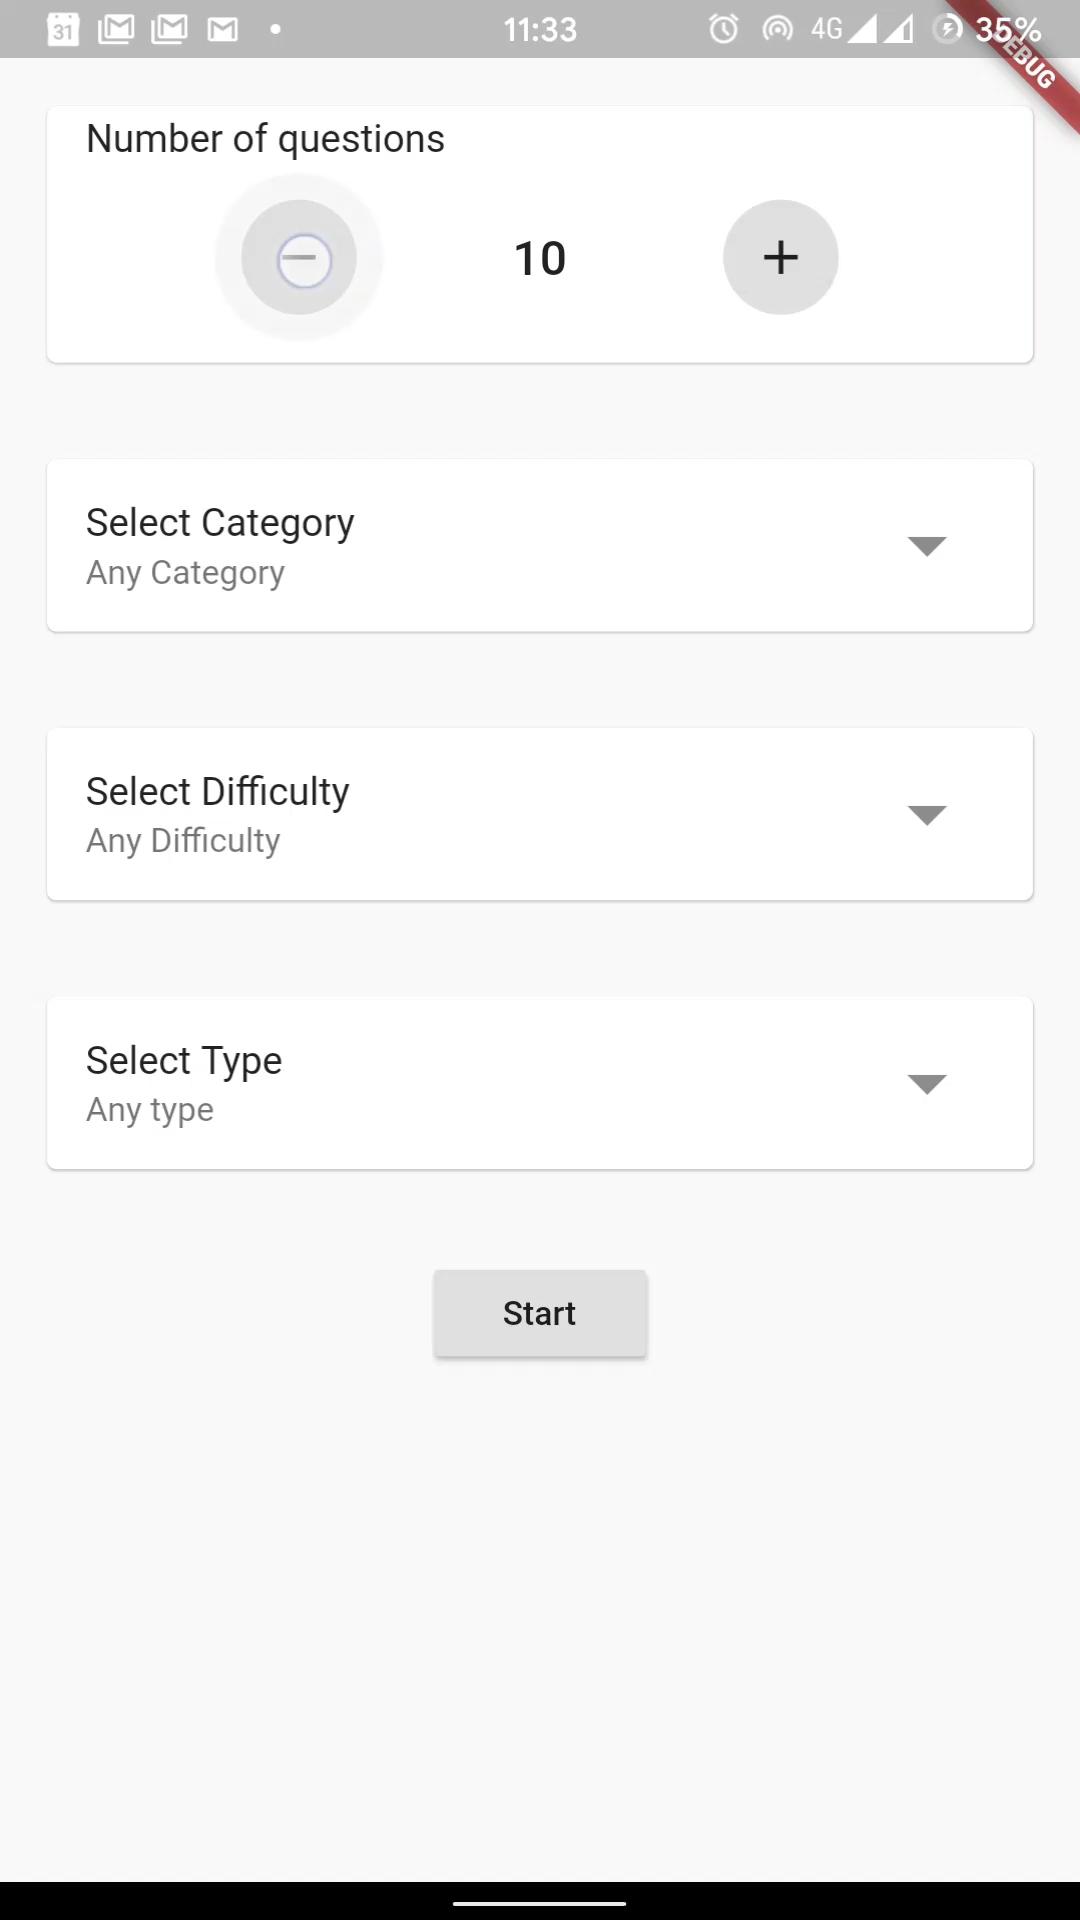 31 11:33 4G 35%
DEBUG
Number of questions
− 10 +
Select Category
Any Category
Select Difficulty
Any Difficulty
Select Type
Any type
Start